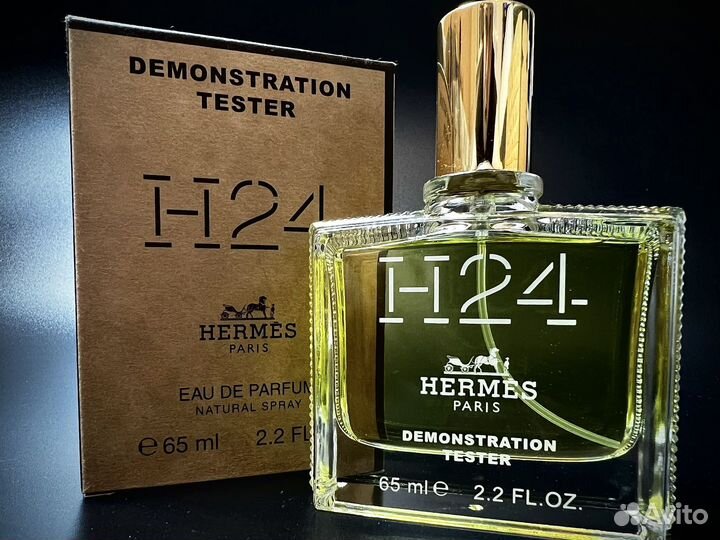 DEMONSTRATION
TESTER
H24
HERMÈS
PARIS
EAU DE PARFUM
NATURAL SPRAY
e 65 ml 2.2 FL
H24
HERMÈS
PARIS
DEMONSTRATION
TESTER
65 ml e 2.2 FL.OZ.
Avito